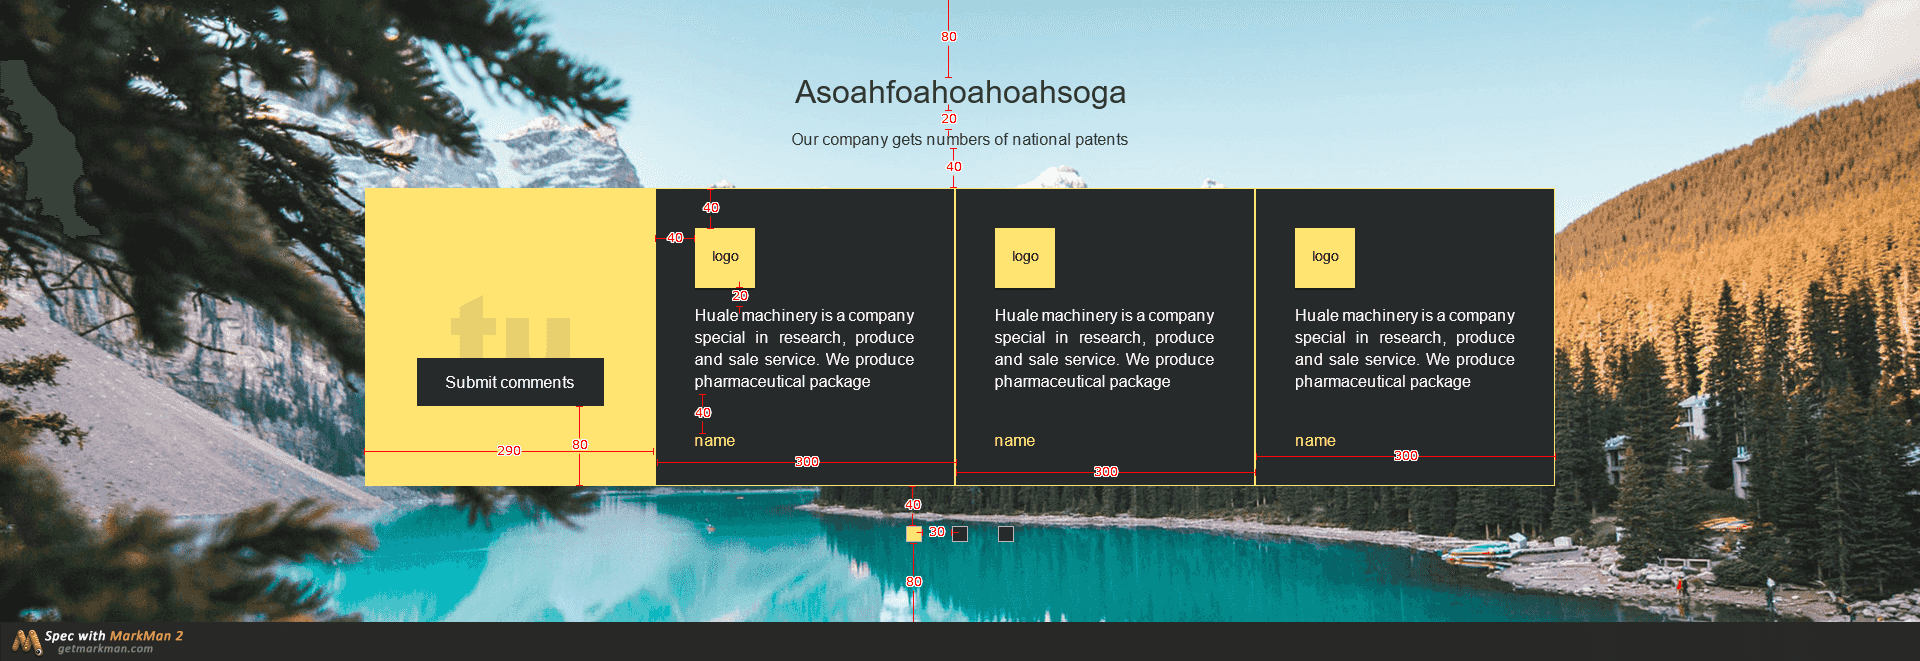 80
Asoahfoahoahoahsoga
20
Our company gets numbers of national patents
40
tu
Submit comments
290
80
40
40
logo
20
Huale machinery is a company
special in research, produce
and sale service. We produce
pharmaceutical package
40
name
300
logo
Huale machinery is a company
special in research, produce
and sale service. We produce
pharmaceutical package
name
300
logo
Huale machinery is a company
special in research, produce
and sale service. We produce
pharmaceutical package
name
300
40
30
80
Spec with MarkMan 2
getmarkman.com